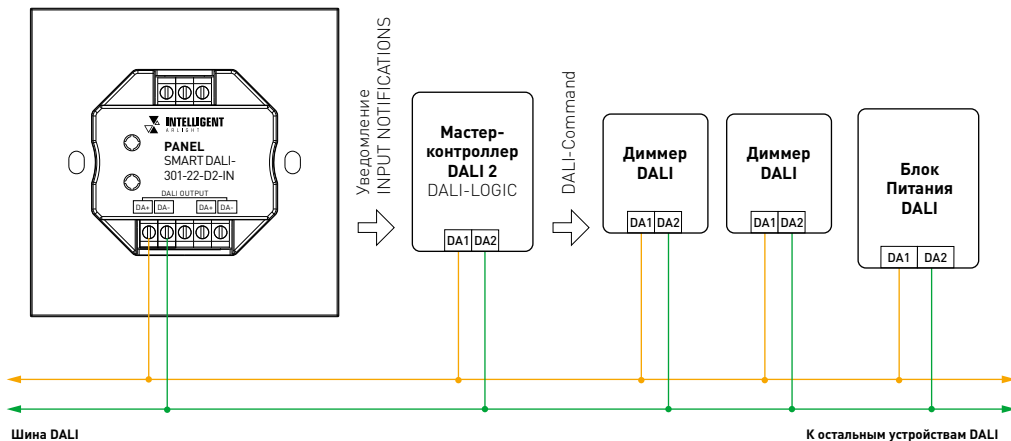 INTELLIGENT
ARLIGHT
PANEL
SMART DALI-
301-22-D2-IN
DALI OUTPUT
DA+ DA- DA+ DA-
Уведомление
INPUT NOTIFICATIONS
Мастер-
контроллер
DALI 2
DALI-LOGIC
DA1 DA2
DALI-Command
Диммер
DALI
DA1 DA2
Диммер
DALI
DA1 DA2
Блок
Питания
DALI
DA1 DA2
Шина DALI
К остальным устройствам DALI